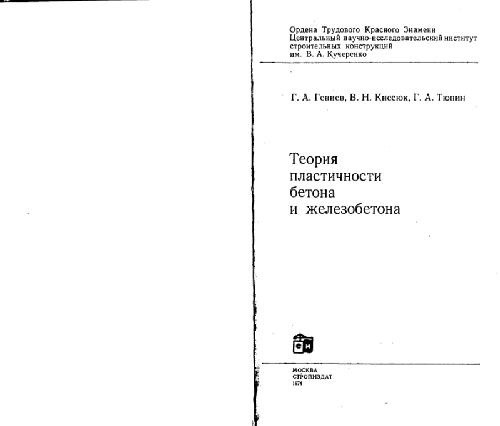 Ордена Трудового Красного Знамени
Центральный научно-исследовательский институт
строительных конструкций
им. В. А. Кучеренко
Г. А. Гениев, В. Н. Киссюк, Г. А. Тюпин
Теория
пластичности
бетона
и железобетона
МОСКВА
СТРОЙИЗДАТ
1974